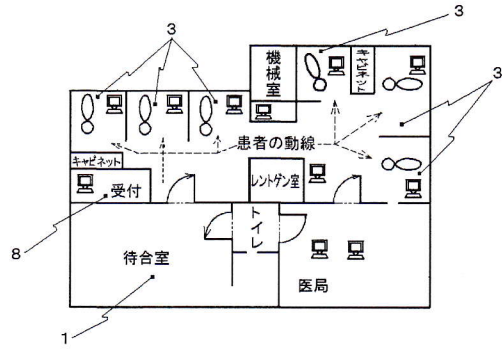 3
3
機械室
キャビネット
3
患者の動線
キャビネット
受付
レントゲン室
8
トイレ
待合室
医局
1